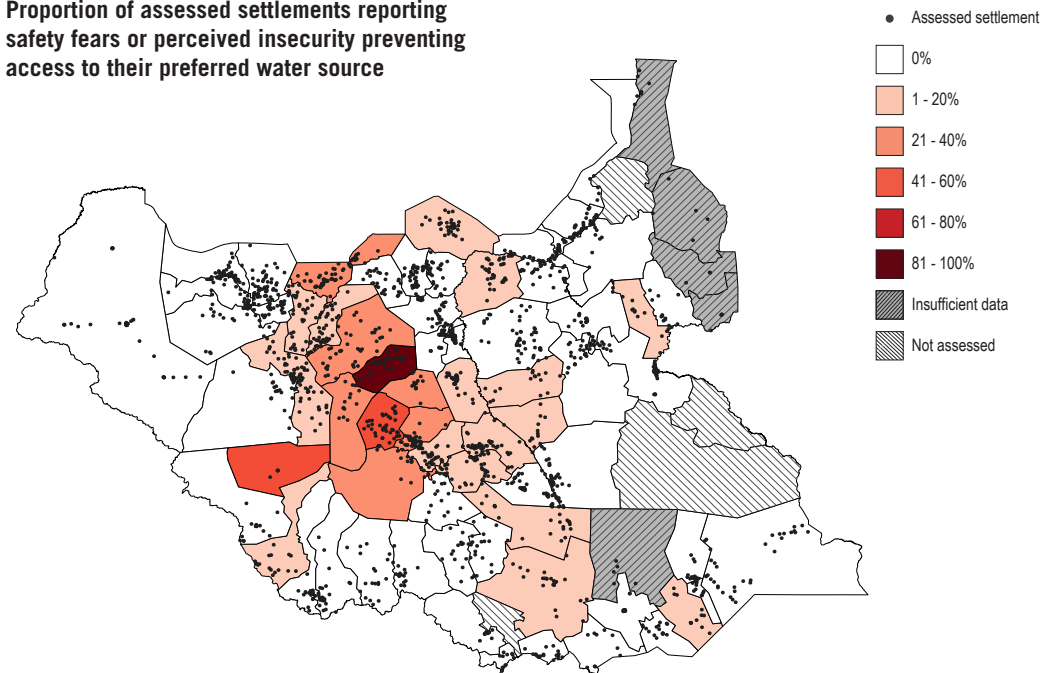 Proportion of assessed settlements reporting
safety fears or perceived insecurity preventing
access to their preferred water source
Assessed settlement
0%
1 - 20%
21 - 40%
41 - 60%
61 - 80%
81 - 100%
Insufficient data
Not assessed